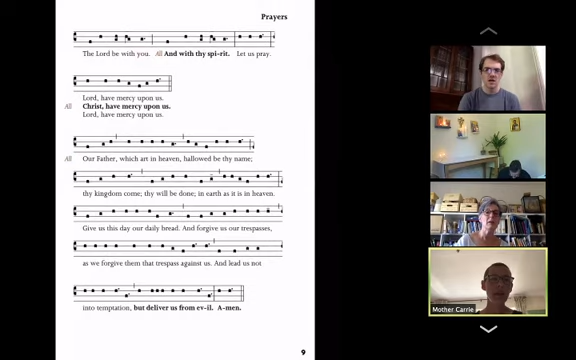 Prayers
The Lord be with you. All And with thy spi-rit. Let us pray.
Lord, have mercy upon us.
All Christ, have mercy upon us.
Lord, have mercy upon us.
All Our Father, which art in heaven, hallowed be thy name;
thy kingdom come; thy will be done; in earth as it is in heaven.
Give us this day our daily bread. And forgive us our trespasses,
as we forgive them that trespass against us. And lead us not
into temptation, but deliver us from ev-il. A-men.
9
Mother Carrie